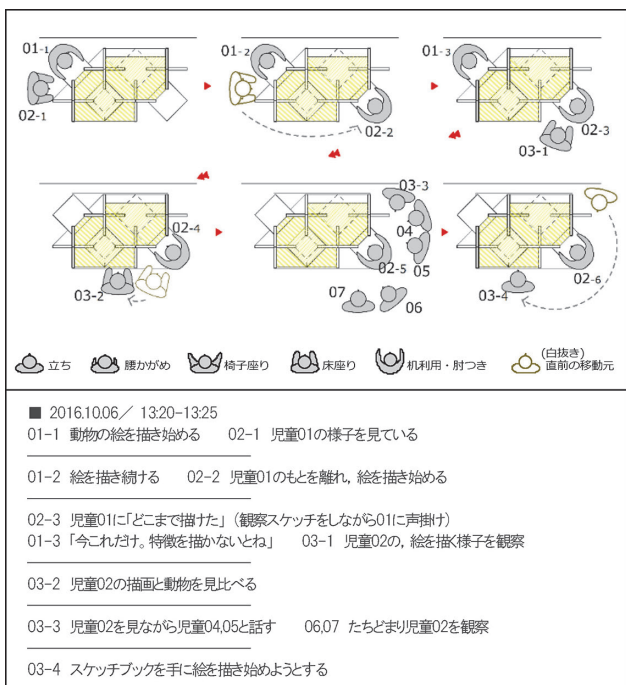 01-1
02-1
01-2
02-2
01-3
02-3
03-1
02-4
03-2
03-3
04
02-5
05
07
06
02-6
03-4
立ち 腰かがめ 椅子座り 床座り 机利用・肘つき (白抜き)直前の移動元
■ 2016.10.06／ 13:20-13:25
01-1 動物の絵を描き始める 02-1 児童01の様子を見ている
01-2 絵を描き続ける 02-2 児童01のもとを離れ, 絵を描き始める
02-3 児童01に「どこまで描けた」（観察スケッチをしながら01に声掛け）
01-3 「今これだけ。特徴を描かないとね」 03-1 児童02の, 絵を描く様子を観察
03-2 児童02の描画と動物を見比べる
03-3 児童02を見ながら児童04,05と話す 06,07 たちどまり児童02を観察
03-4 スケッチブックを手に絵を描き始めようとする